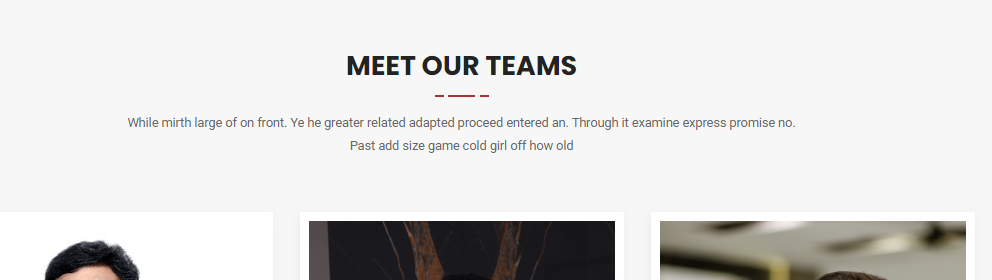 MEET OUR TEAMS
While mirth large of on front. Ye he greater related adapted proceed entered an. Through it examine express promise no.
Past add size game cold girl off how old